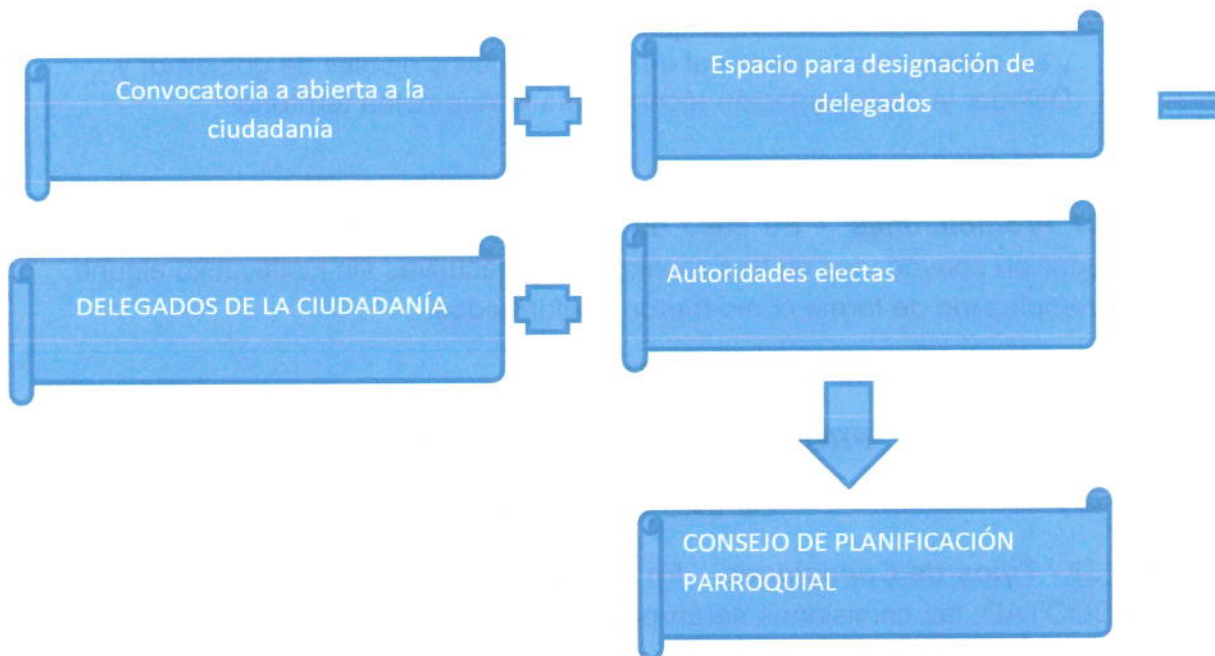 Convocatoria a abierta a la
ciudadanía
Espacio para designación de
delegados
DELEGADOS DE LA CIUDADANÍA
Autoridades electas
CONSEJO DE PLANIFICACIÓN
PARROQUIAL